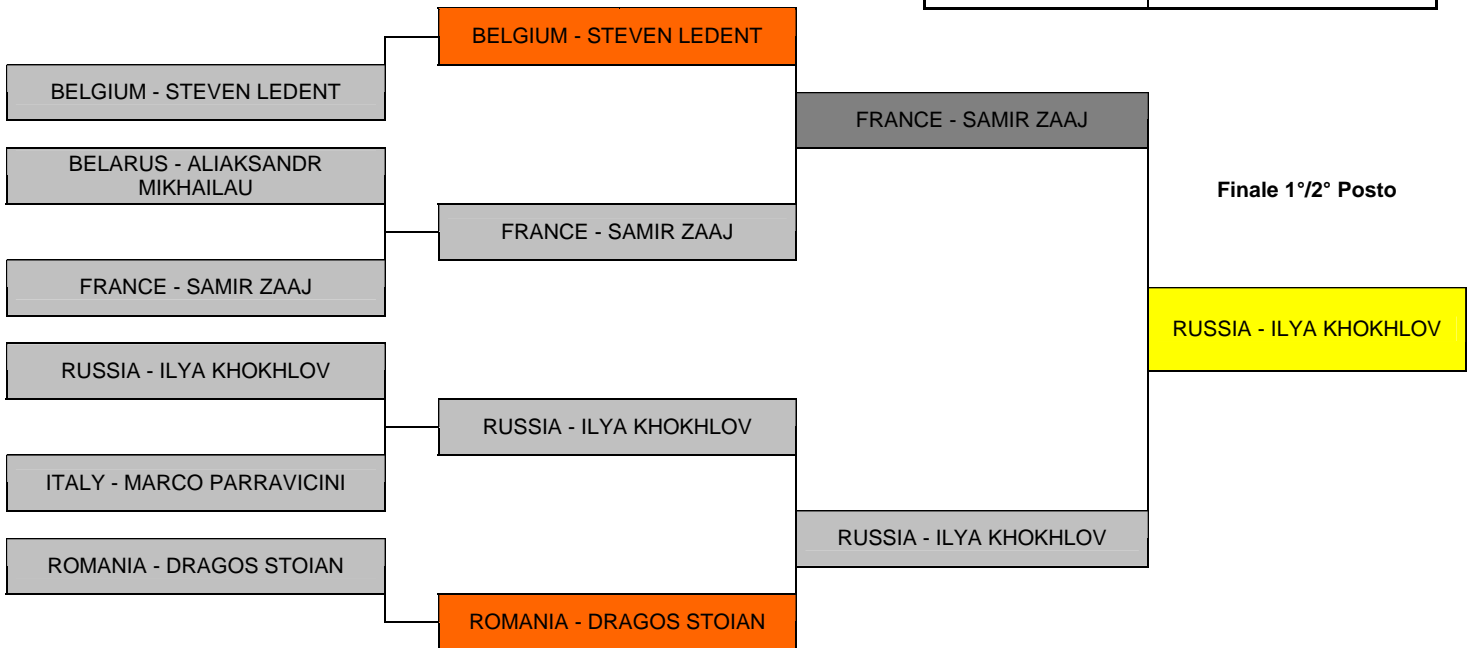 BELGIUM - STEVEN LEDENT
BELGIUM - STEVEN LEDENT
FRANCE - SAMIR ZAAJ
BELARUS - ALIAKSANDR
MIKHAILAU
Finale 1°/2° Posto
FRANCE - SAMIR ZAAJ
FRANCE - SAMIR ZAAJ
RUSSIA - ILYA KHOKHLOV
RUSSIA - ILYA KHOKHLOV
RUSSIA - ILYA KHOKHLOV
ITALY - MARCO PARRAVICINI
RUSSIA - ILYA KHOKHLOV
ROMANIA - DRAGOS STOIAN
ROMANIA - DRAGOS STOIAN